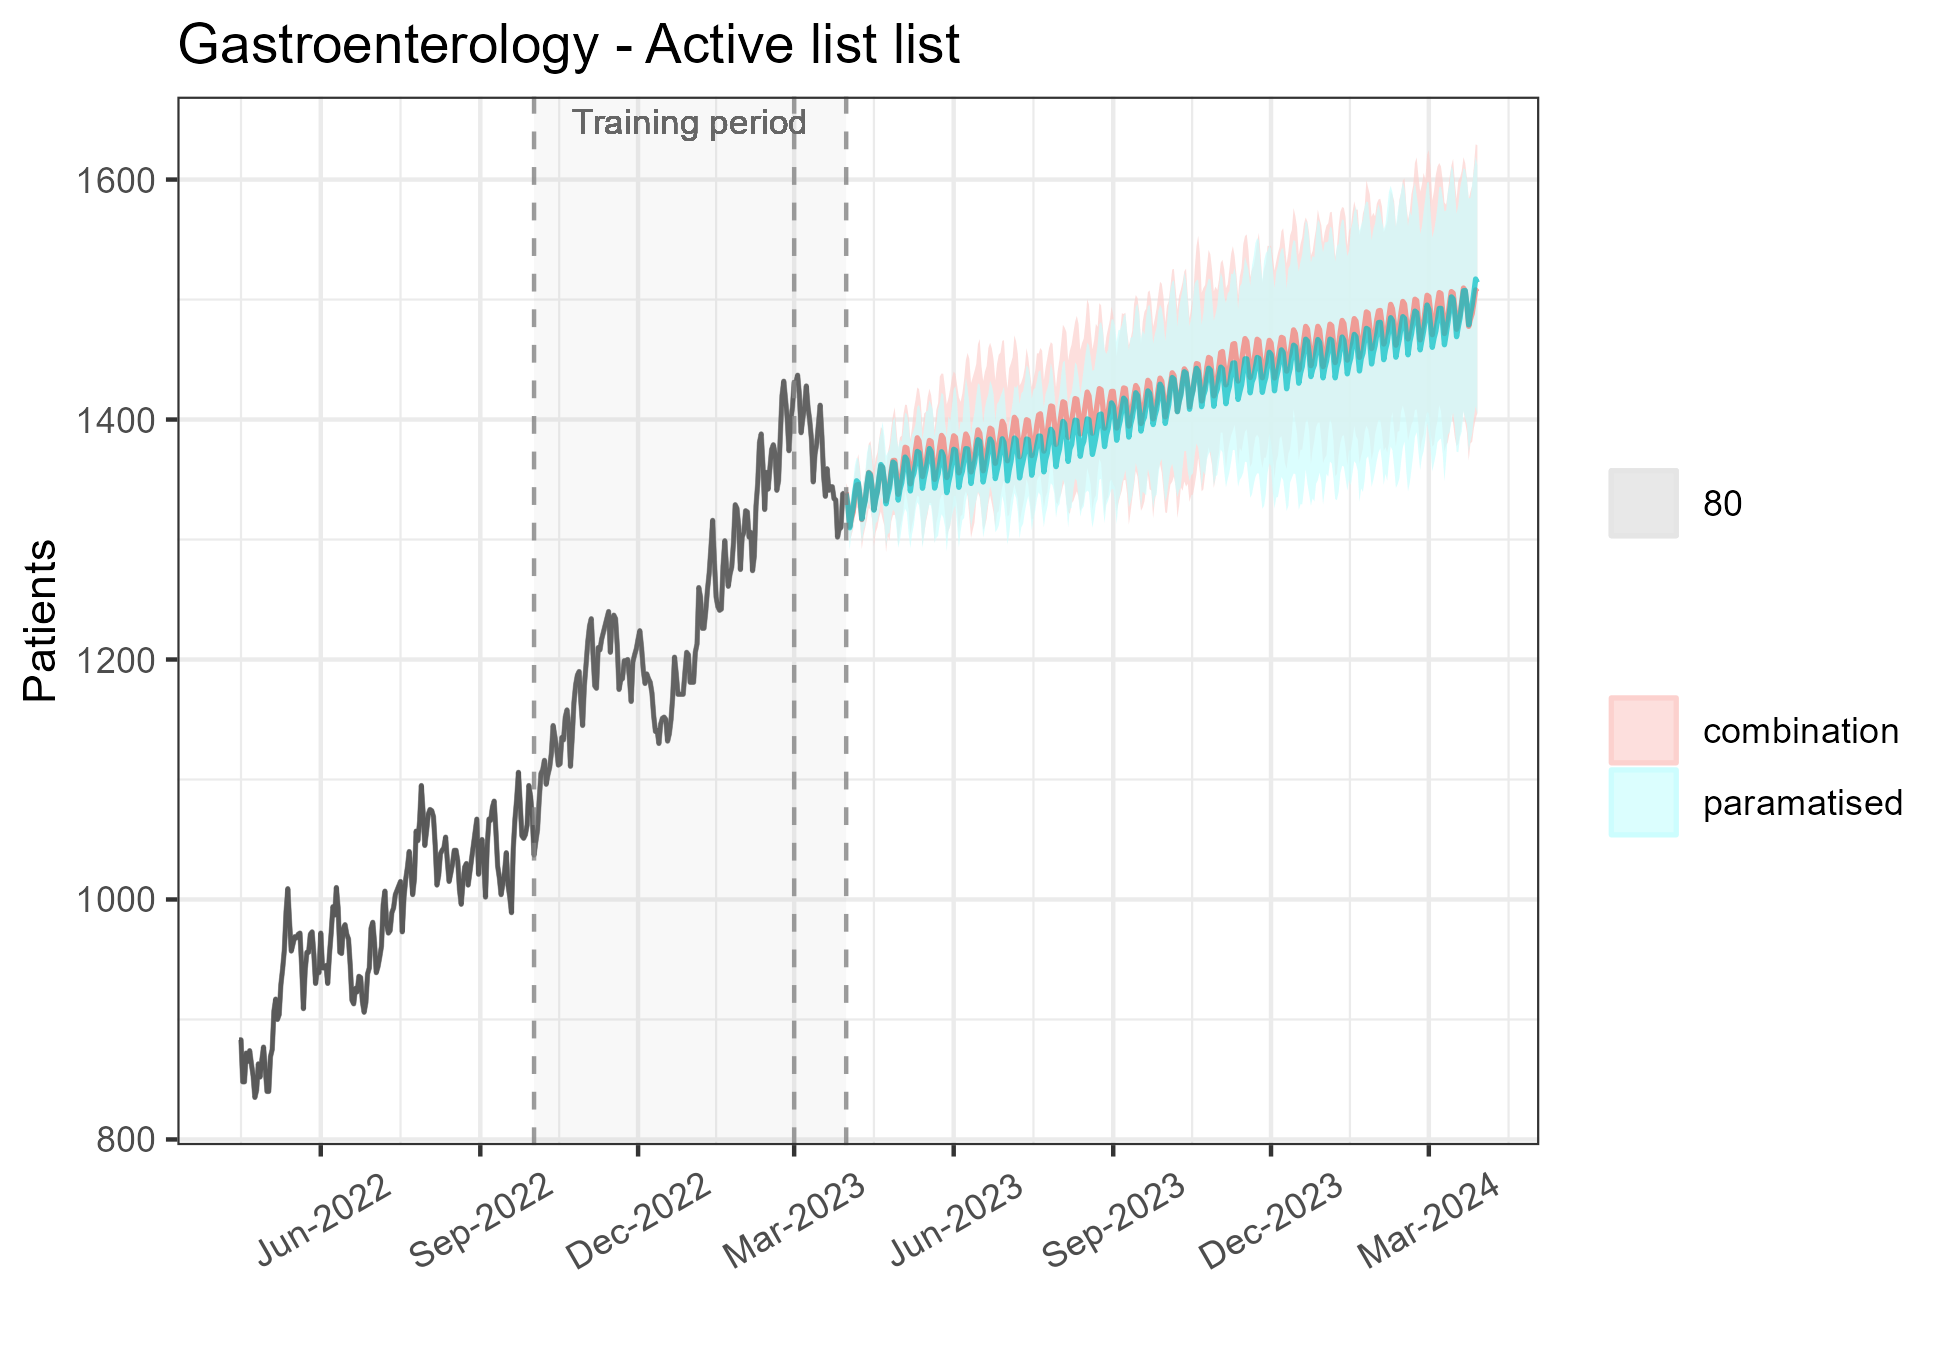 Gastroenterology - Active list list
Training period
Patients
1600
1400
1200
1000
800
Jun-2022
Sep-2022
Dec-2022
Mar-2023
Jun-2023
Sep-2023
Dec-2023
Mar-2024
80
combination
paramatised